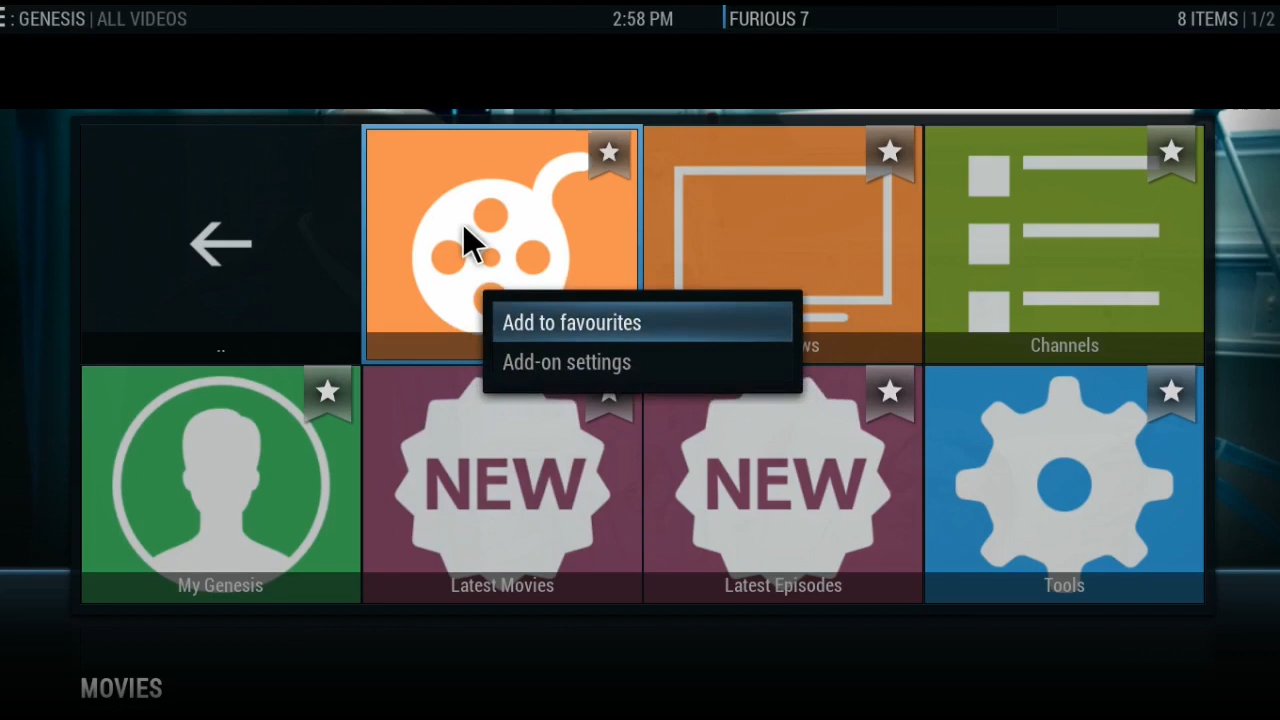 : GENESIS | ALL VIDEOS
2:58 PM
FURIOUS 7
8 ITEMS | 1/2
Add to favourites
Add-on settings
..
Channels
My Genesis
NEW
Latest Movies
NEW
Latest Episodes
Tools
MOVIES